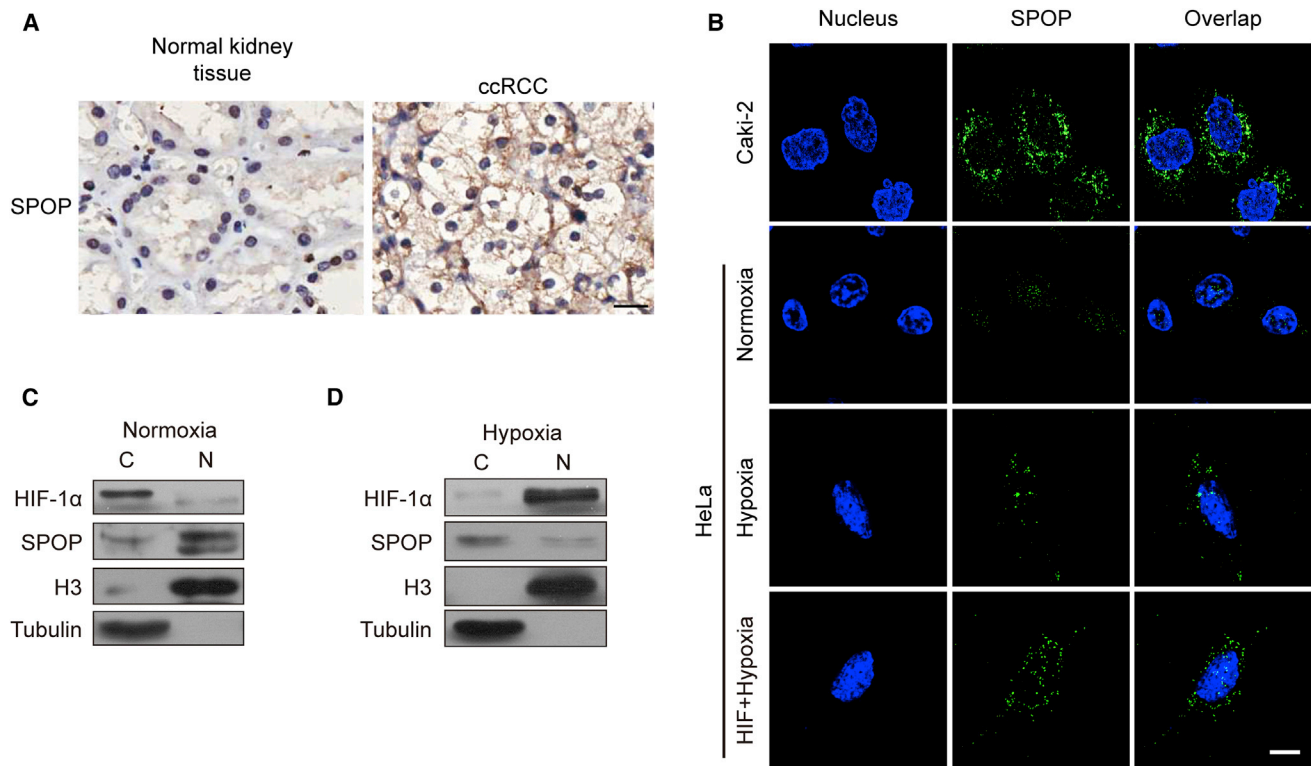 A
Normal kidney
tissue
ccRCC
SPOP
B
Nucleus
SPOP
Overlap
Caki-2
HeLa
Normoxia
Hypoxia
HIF+Hypoxia
C
Normoxia
C
N
HIF-1α
SPOP
H3
Tubulin
D
Hypoxia
C
N
HIF-1α
SPOP
H3
Tubulin